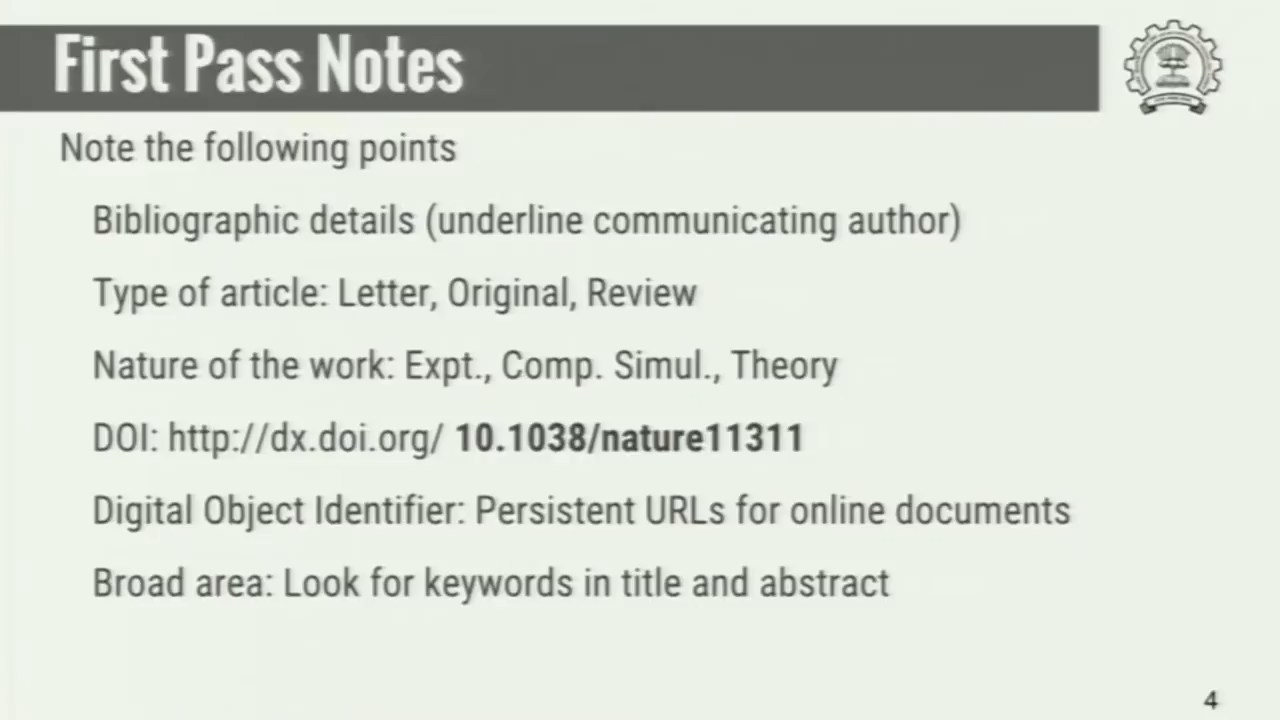 First Pass Notes
Note the following points
Bibliographic details (underline communicating author)
Type of article: Letter, Original, Review
Nature of the work: Expt., Comp. Simul., Theory
DOI: http://dx.doi.org/ 10.1038/nature11311
Digital Object Identifier: Persistent URLs for online documents
Broad area: Look for keywords in title and abstract
4